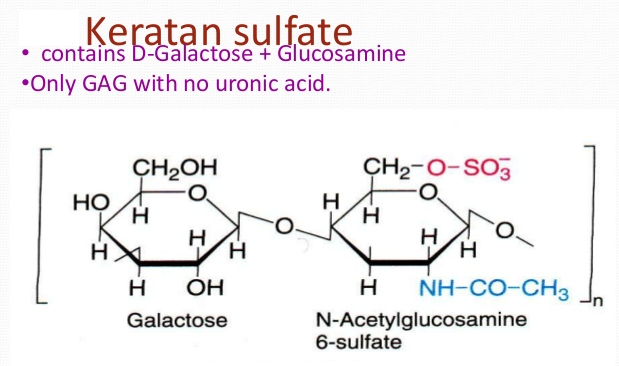 Keratan sulfate
• contains D-Galactose + Glucosamine
•Only GAG with no uronic acid.
CH₂OH
CH₂-O-SO₃⁻
HO
O
H
H
O
H
H
H
H
O
H
H
O
H
OH
H
NH-CO-CH₃
n
Galactose
N-Acetylglucosamine
6-sulfate